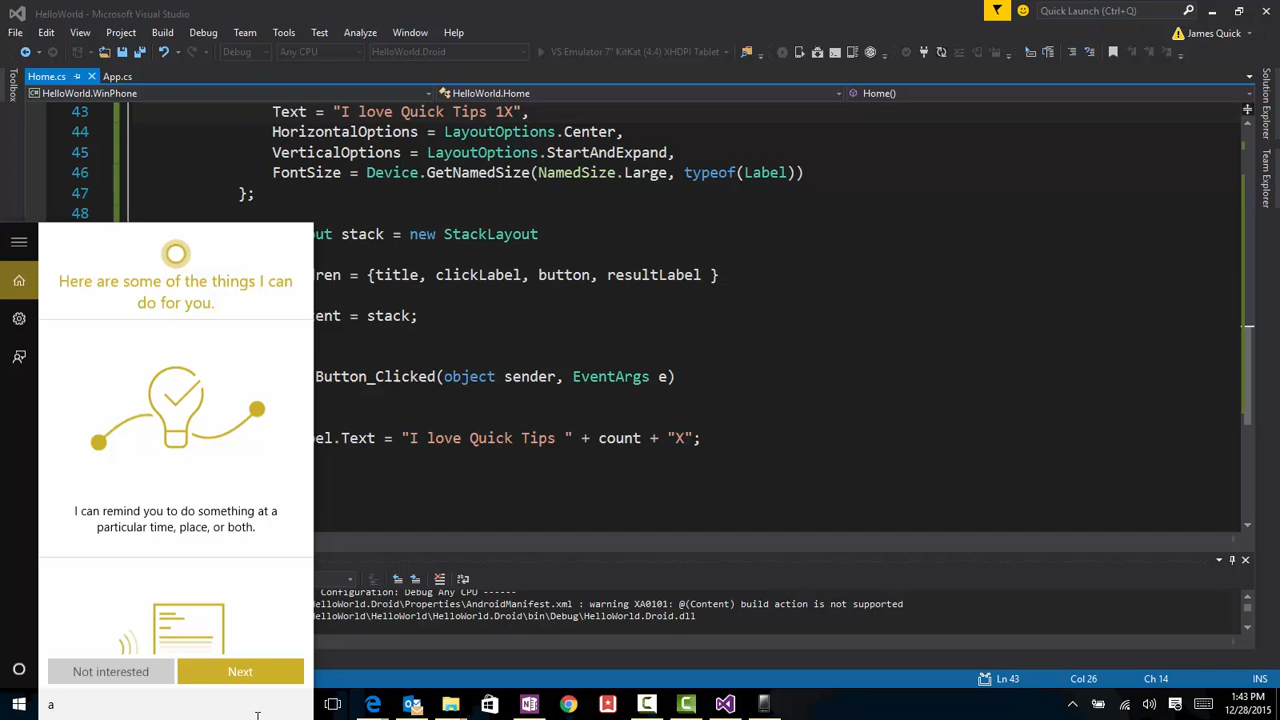 HelloWorld - Microsoft Visual Studio
Quick Launch (Ctrl+Q)
File Edit View Project Build Debug Team Tools Test Analyze Window Help
James Quick
Debug Any CPU HelloWorld.Droid VS Emulator 7" KitKat (4.4) XHDPI Tablet
Toolbox
Home.cs App.cs
HelloWorld.WinPhone HelloWorld.Home Home()
Solution Explorer
Team Explorer
43 Text = "I love Quick Tips 1X",
44 HorizontalOptions = LayoutOptions.Center,
45 VerticalOptions = LayoutOptions.StartAndExpand,
46 FontSize = Device.GetNamedSize(NamedSize.Large, typeof(Label))
47 };
48
out stack = new StackLayout
ren = {title, clickLabel, button, resultLabel }
ent = stack;
Button_Clicked(object sender, EventArgs e)
el.Text = "I love Quick Tips " + count + "X";
Here are some of the things I can
do for you.
I can remind you to do something at a
particular time, place, or both.
Not interested Next
a
Configuration: Debug Any CPU ------
HelloWorld.Droid\Properties\AndroidManifest.xml : warning XA0101: @(Content) build action is not supported
HelloWorld\HelloWorld\HelloWorld.Droid\bin\Debug\HelloWorld.Droid.dll
Ln 43 Col 26 Ch 14 INS
1:43 PM
12/28/2015